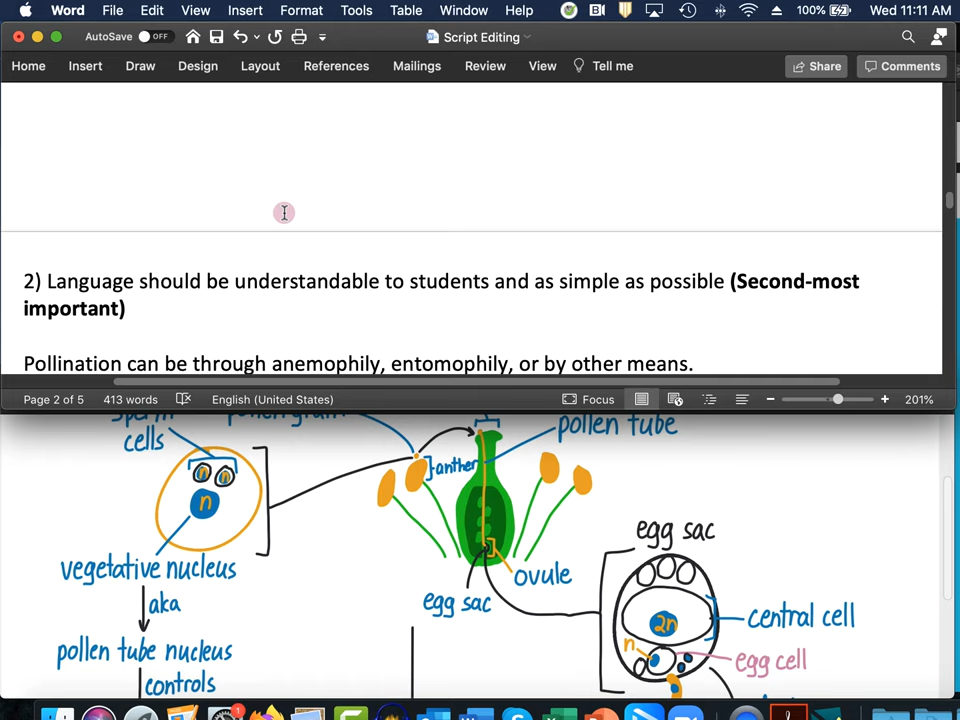 Word File Edit View Insert Format Tools Table Window Help 100% Wed 11:11 AM
AutoSave OFF Script Editing
Home Insert Draw Design Layout References Mailings Review View Tell me Share Comments
2) Language should be understandable to students and as simple as possible (Second-most
important)
Pollination can be through anemophily, entomophily, or by other means.
Page 2 of 5 413 words English (United States) Focus 201%
sperm
cells
pollen grain
pollen tube
anther
n
n
n
vegetative nucleus
aka
pollen tube nucleus
controls
egg sac
ovule
egg sac
central cell
2n
n
egg cell
1